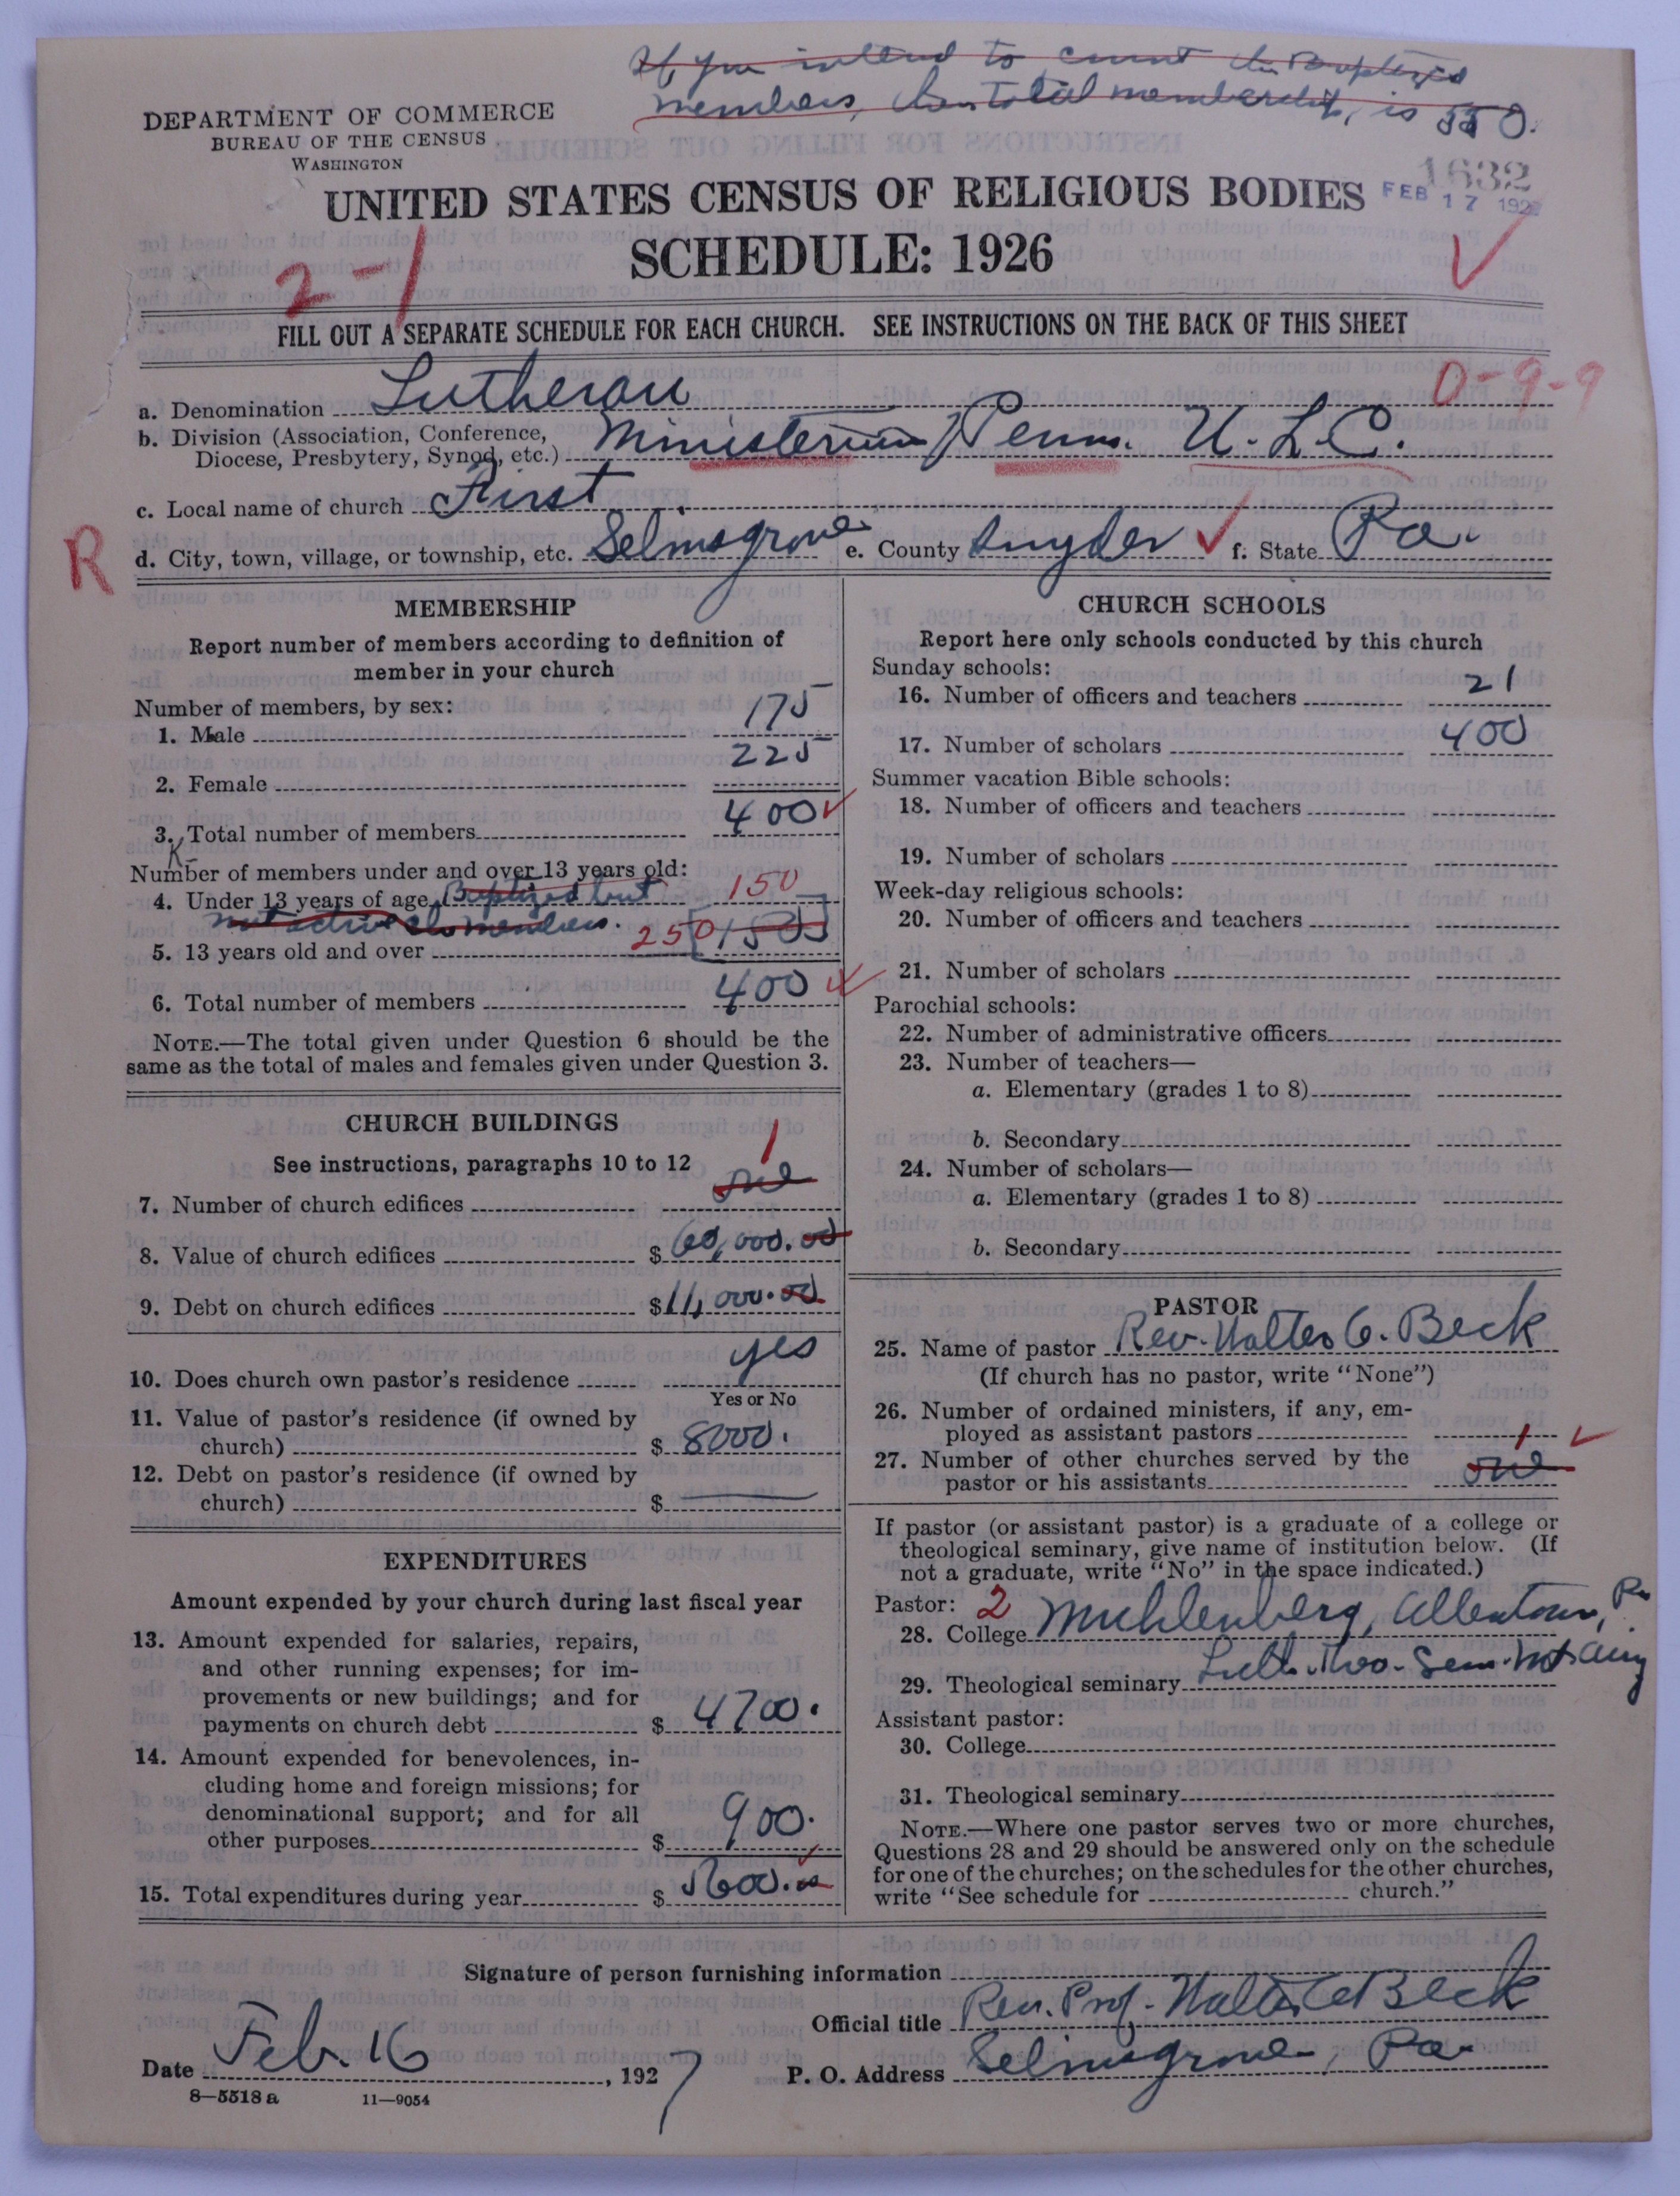 If you intend to count the Baptized
members, then total membership, is 550.
DEPARTMENT OF COMMERCE
BUREAU OF THE CENSUS
WASHINGTON
1632
FEB 17 192
UNITED STATES CENSUS OF RELIGIOUS BODIES
SCHEDULE: 1926
2-1
FILL OUT A SEPARATE SCHEDULE FOR EACH CHURCH. SEE INSTRUCTIONS ON THE BACK OF THIS SHEET
0-9-9
a. Denomination Lutheran
b. Division (Association, Conference,
Diocese, Presbytery, Synod, etc.) Ministerium Penn. U.L.C.
c. Local name of church First
R
d. City, town, village, or township, etc. Selinsgrove e. County Snyder f. State Pa.
MEMBERSHIP
Report number of members according to definition of
member in your church
Number of members, by sex:
1. Male 175
2. Female 225
3. Total number of members 400
Number of members under and over 13 years old:
4. Under 13 years of age Baptized but 150
not active members.
5. 13 years old and over 250 [150]
6. Total number of members 400
NOTE.—The total given under Question 6 should be the
same as the total of males and females given under Question 3.
CHURCH BUILDINGS
See instructions, paragraphs 10 to 12
1
7. Number of church edifices one
8. Value of church edifices $ 60,000.00
9. Debt on church edifices $ 11,000.00
10. Does church own pastor's residence yes
Yes or No
11. Value of pastor's residence (if owned by
church) $ 8000.
12. Debt on pastor's residence (if owned by
church) $
EXPENDITURES
Amount expended by your church during last fiscal year
13. Amount expended for salaries, repairs,
and other running expenses; for im-
provements or new buildings; and for
payments on church debt $ 4700.
14. Amount expended for benevolences, in-
cluding home and foreign missions; for
denominational support; and for all
other purposes $ 900.
15. Total expenditures during year $ 5600.00
CHURCH SCHOOLS
Report here only schools conducted by this church
Sunday schools:
16. Number of officers and teachers 21
17. Number of scholars 400
Summer vacation Bible schools:
18. Number of officers and teachers
19. Number of scholars
Week-day religious schools:
20. Number of officers and teachers
21. Number of scholars
Parochial schools:
22. Number of administrative officers
23. Number of teachers—
a. Elementary (grades 1 to 8)
b. Secondary
24. Number of scholars—
a. Elementary (grades 1 to 8)
b. Secondary
PASTOR
25. Name of pastor Rev. Walter C. Beck
(If church has no pastor, write "None")
26. Number of ordained ministers, if any, em-
ployed as assistant pastors
1
27. Number of other churches served by the
pastor or his assistants one
If pastor (or assistant pastor) is a graduate of a college or
theological seminary, give name of institution below. (If
not a graduate, write "No" in the space indicated.)
Pastor: 2
28. College Muhlenberg, Allentown, Pa
29. Theological seminary Luth. Theo. Sem. Mt Airy
Assistant pastor:
30. College
31. Theological seminary
NOTE.—Where one pastor serves two or more churches,
Questions 28 and 29 should be answered only on the schedule
for one of the churches; on the schedules for the other churches,
write "See schedule for church."
Signature of person furnishing information
Official title Rev. Prof. Walter C Beck
Date Feb. 16, 1927 P. O. Address Selinsgrove, Pa.
8—5518 a 11—9054